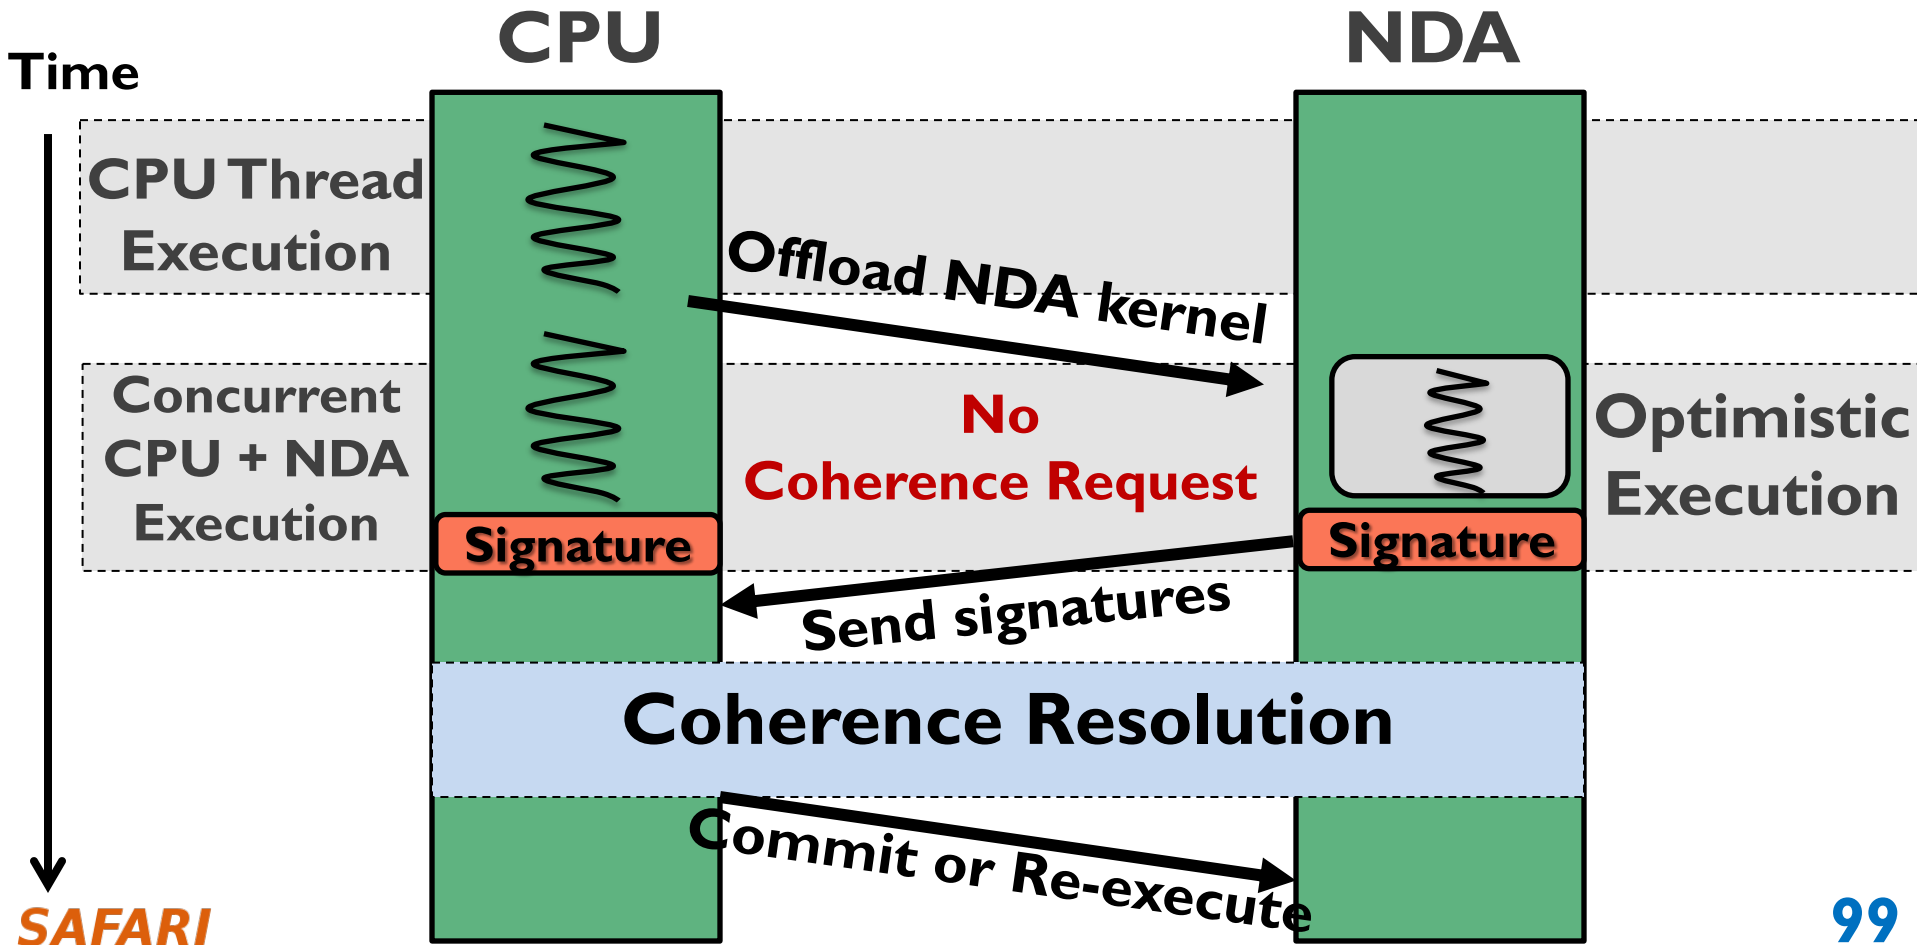 CPU
NDA
Time
CPU Thread
Execution
Offload NDA kernel
Concurrent
CPU + NDA
Execution
No
Coherence Request
Optimistic
Execution
Signature
Signature
Send signatures
Coherence Resolution
Commit or Re-execute
SAFARI
99